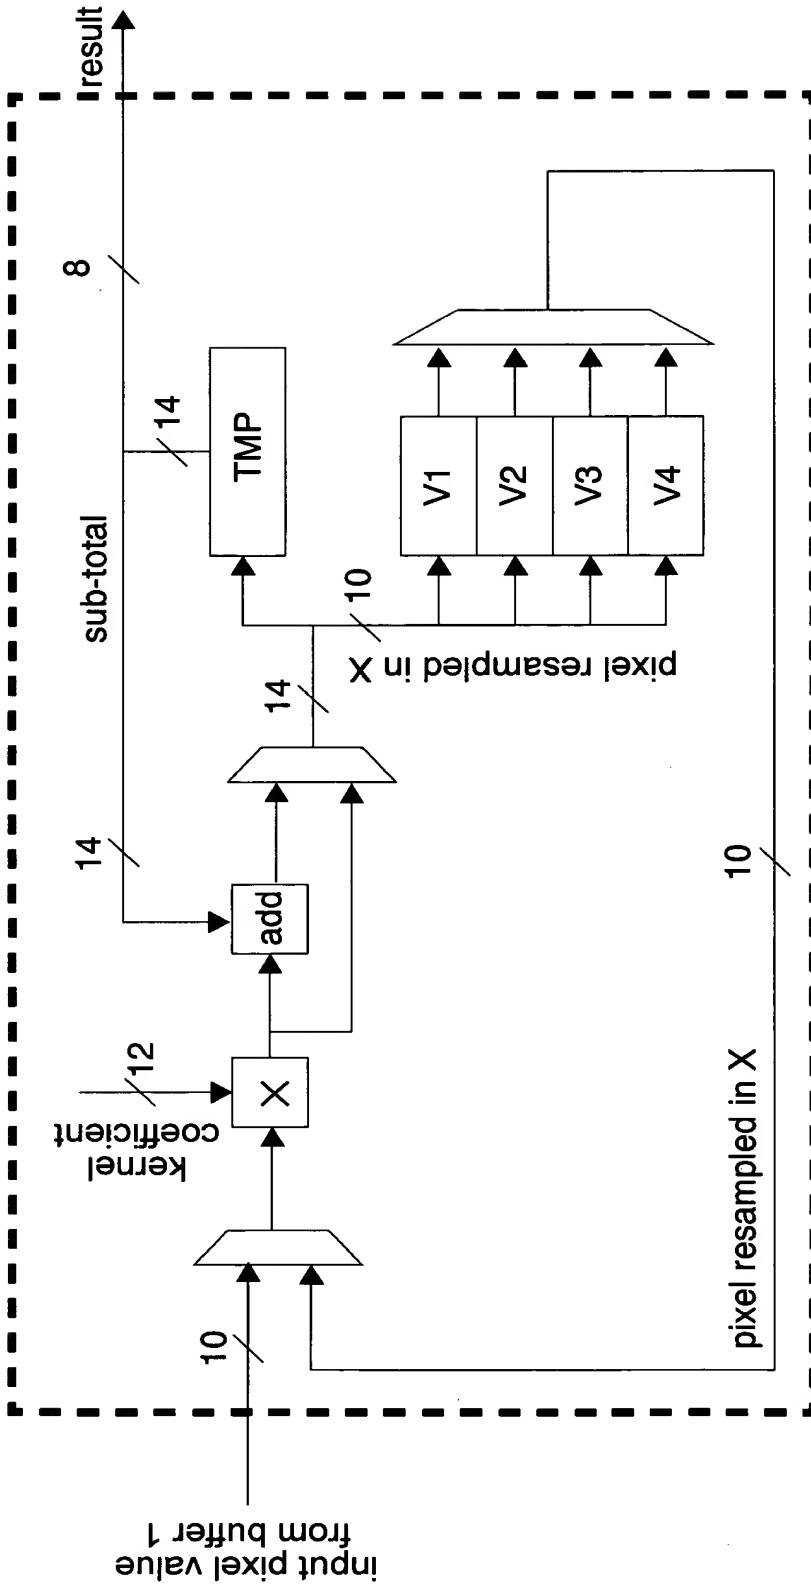 result
8
14
TMP
sub-total
V1
V2
V3
V4
10
pixel resampled in X
14
14
add
12
X
kernel
coefficient
10
10
pixel resampled in X
input pixel value
from buffer 1